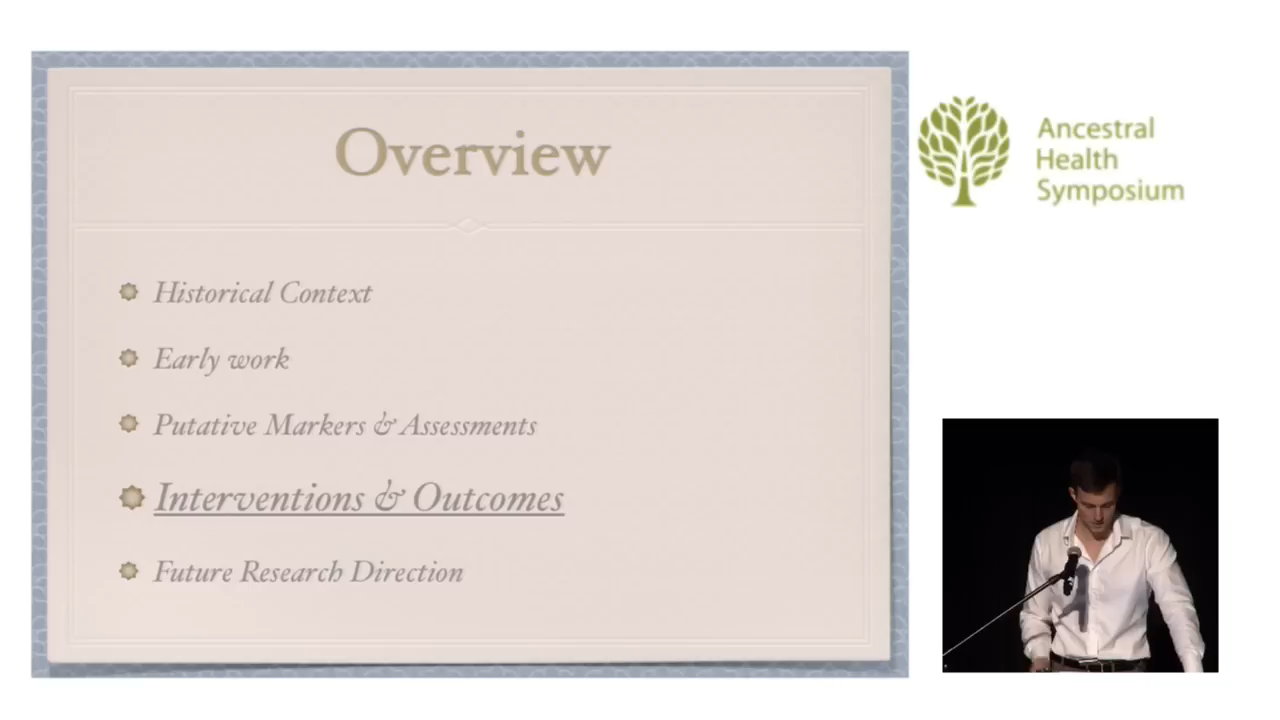 Overview
Historical Context
Early work
Putative Markers & Assessments
Interventions & Outcomes
Future Research Direction
Ancestral
Health
Symposium